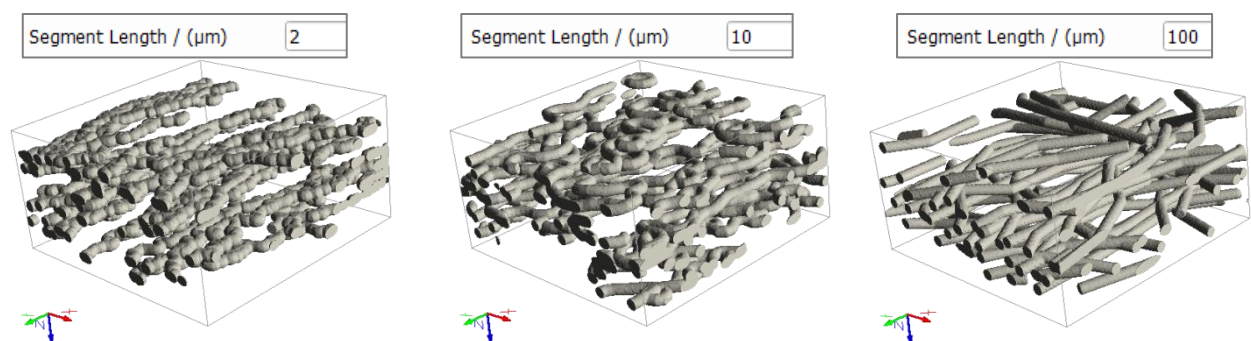 Segment Length / (µm) 2
Segment Length / (µm) 10
Segment Length / (µm) 100